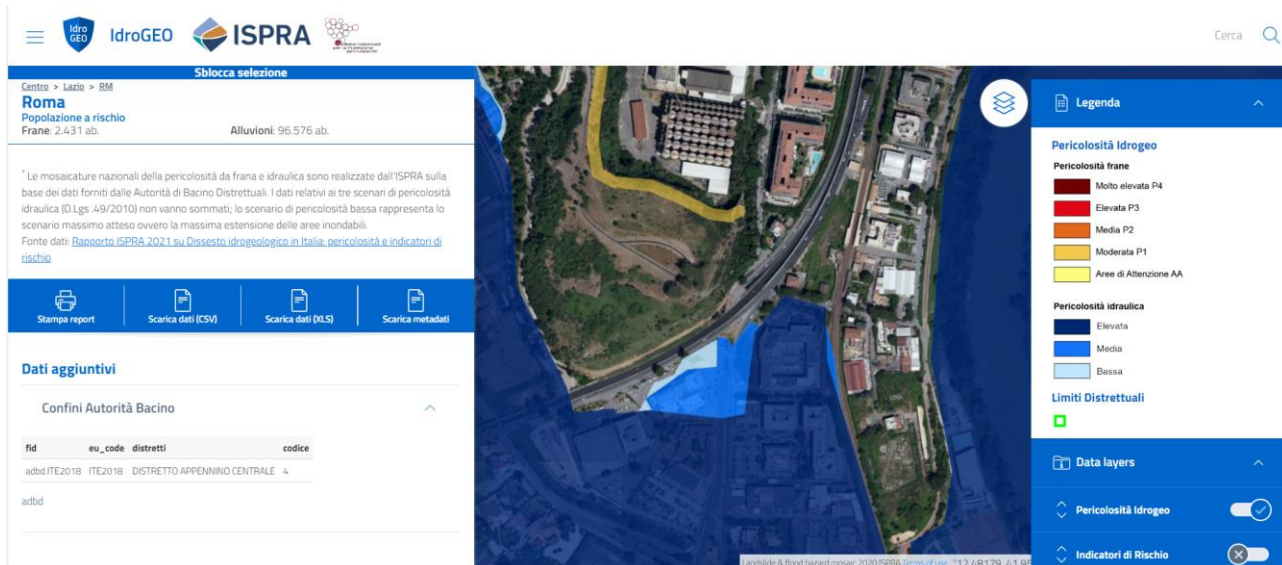 Idro
GEO
IdroGEO
ISPRA
Cerca
Sblocca selezione
Centro > Lazio > RM
Roma
Popolazione a rischio
Frane: 2.431 ab.
Alluvioni: 96.576 ab.
* Le mosaicature nazionali della pericolosità da frana e idraulica sono realizzate dall'ISPRA sulla
base dei dati forniti dalle Autorità di Bacino Distrettuali. I dati relativi ai tre scenari di pericolosità
idraulica (D.Lgs .49/2010) non vanno sommati; lo scenario di pericolosità bassa rappresenta lo
scenario massimo atteso ovvero la massima estensione delle aree inondabili.
Fonte dati: Rapporto ISPRA 2021 su Dissesto idrogeologico in Italia: pericolosità e indicatori di
rischio
Stampa report
Scarica dati (CSV)
Scarica dati (XLS)
Scarica metadati
Dati aggiuntivi
Confini Autorità Bacino
fid eu_code distretti codice
adbd.ITE2018 ITE2018 DISTRETTO APPENNINO CENTRALE 4
adbd
Legenda
Pericolosità Idrogeo
Pericolosità frane
Molto elevata P4
Elevata P3
Media P2
Moderata P1
Aree di Attenzione AA
Pericolosità idraulica
Elevata
Media
Bassa
Limiti Distrettuali
Data layers
Pericolosità Idrogeo
Indicatori di Rischio
Landslide & flood hazard mosaic 2020 ISPRA Terms of use